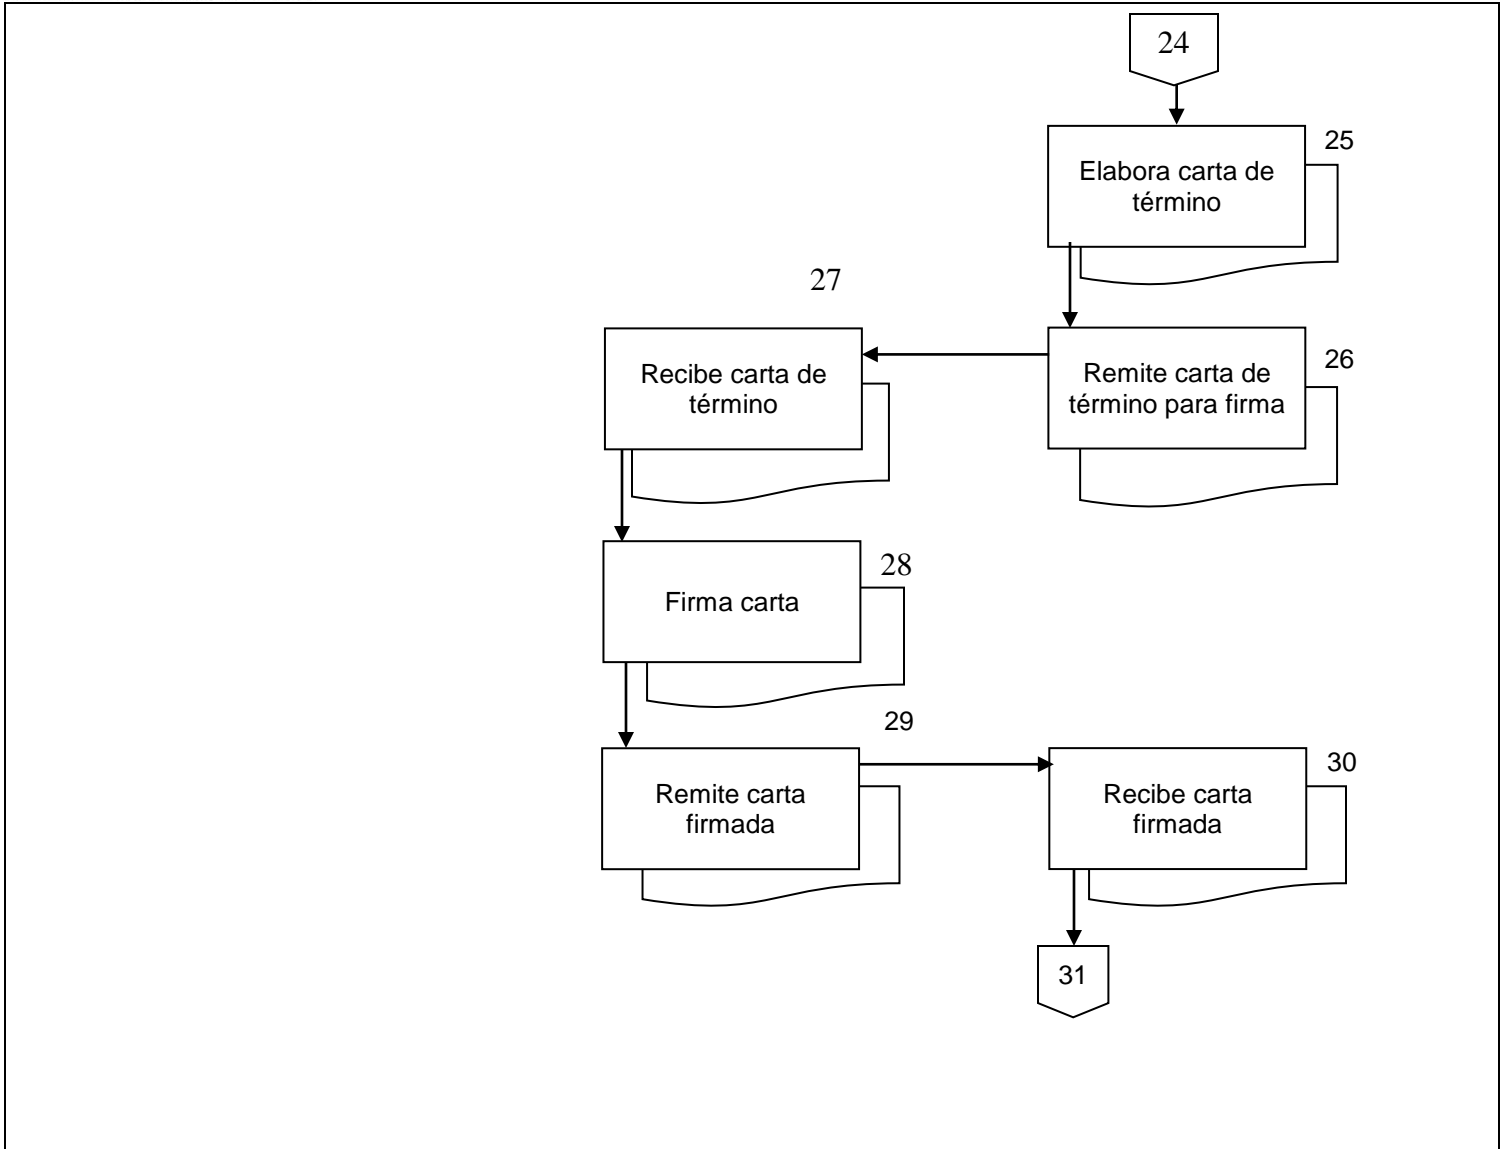 24
25
Elabora carta de
término
27
26
Recibe carta de
término
Remite carta de
término para firma
28
Firma carta
29
30
Remite carta
firmada
Recibe carta
firmada
31